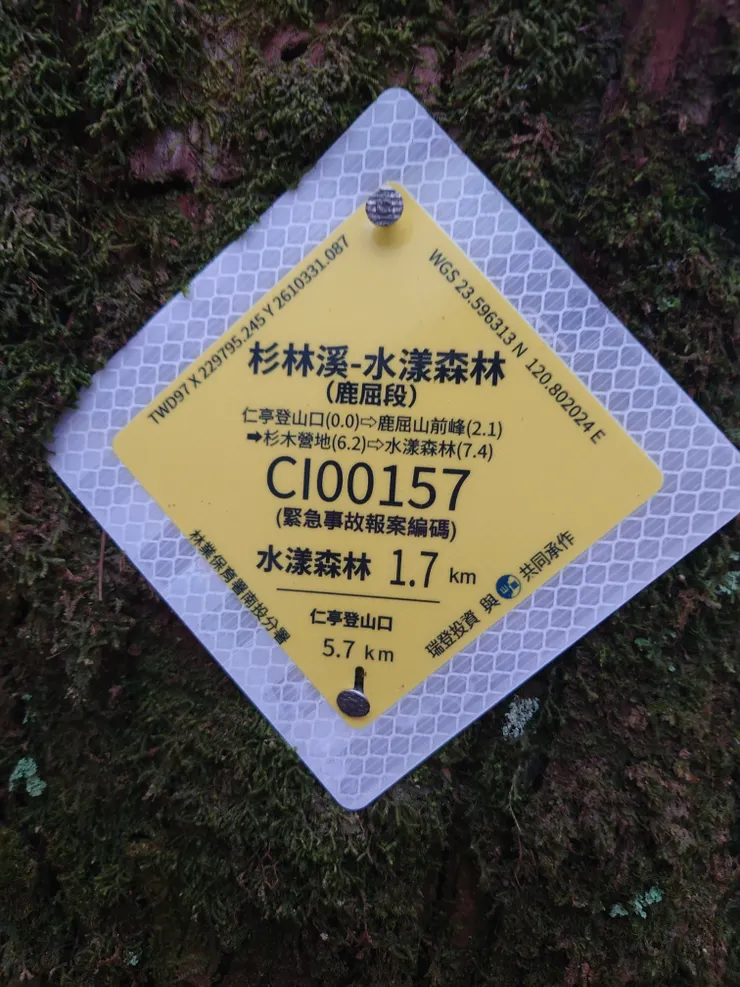 TWD97 X 229795.245 Y 2610331.087
WGS 23.596313 N 120.802024 E
杉林溪-水漾森林
(鹿屈段)
仁亭登山口(0.0)⇨鹿屈山前峰(2.1)
➡杉木營地(6.2)⇨水漾森林(7.4)
CI00157
(緊急事故報案編碼)
水漾森林 1.7 km
仁亭登山口
5.7 km
林業保育署南投分署
瑞登投資 與 共同承作